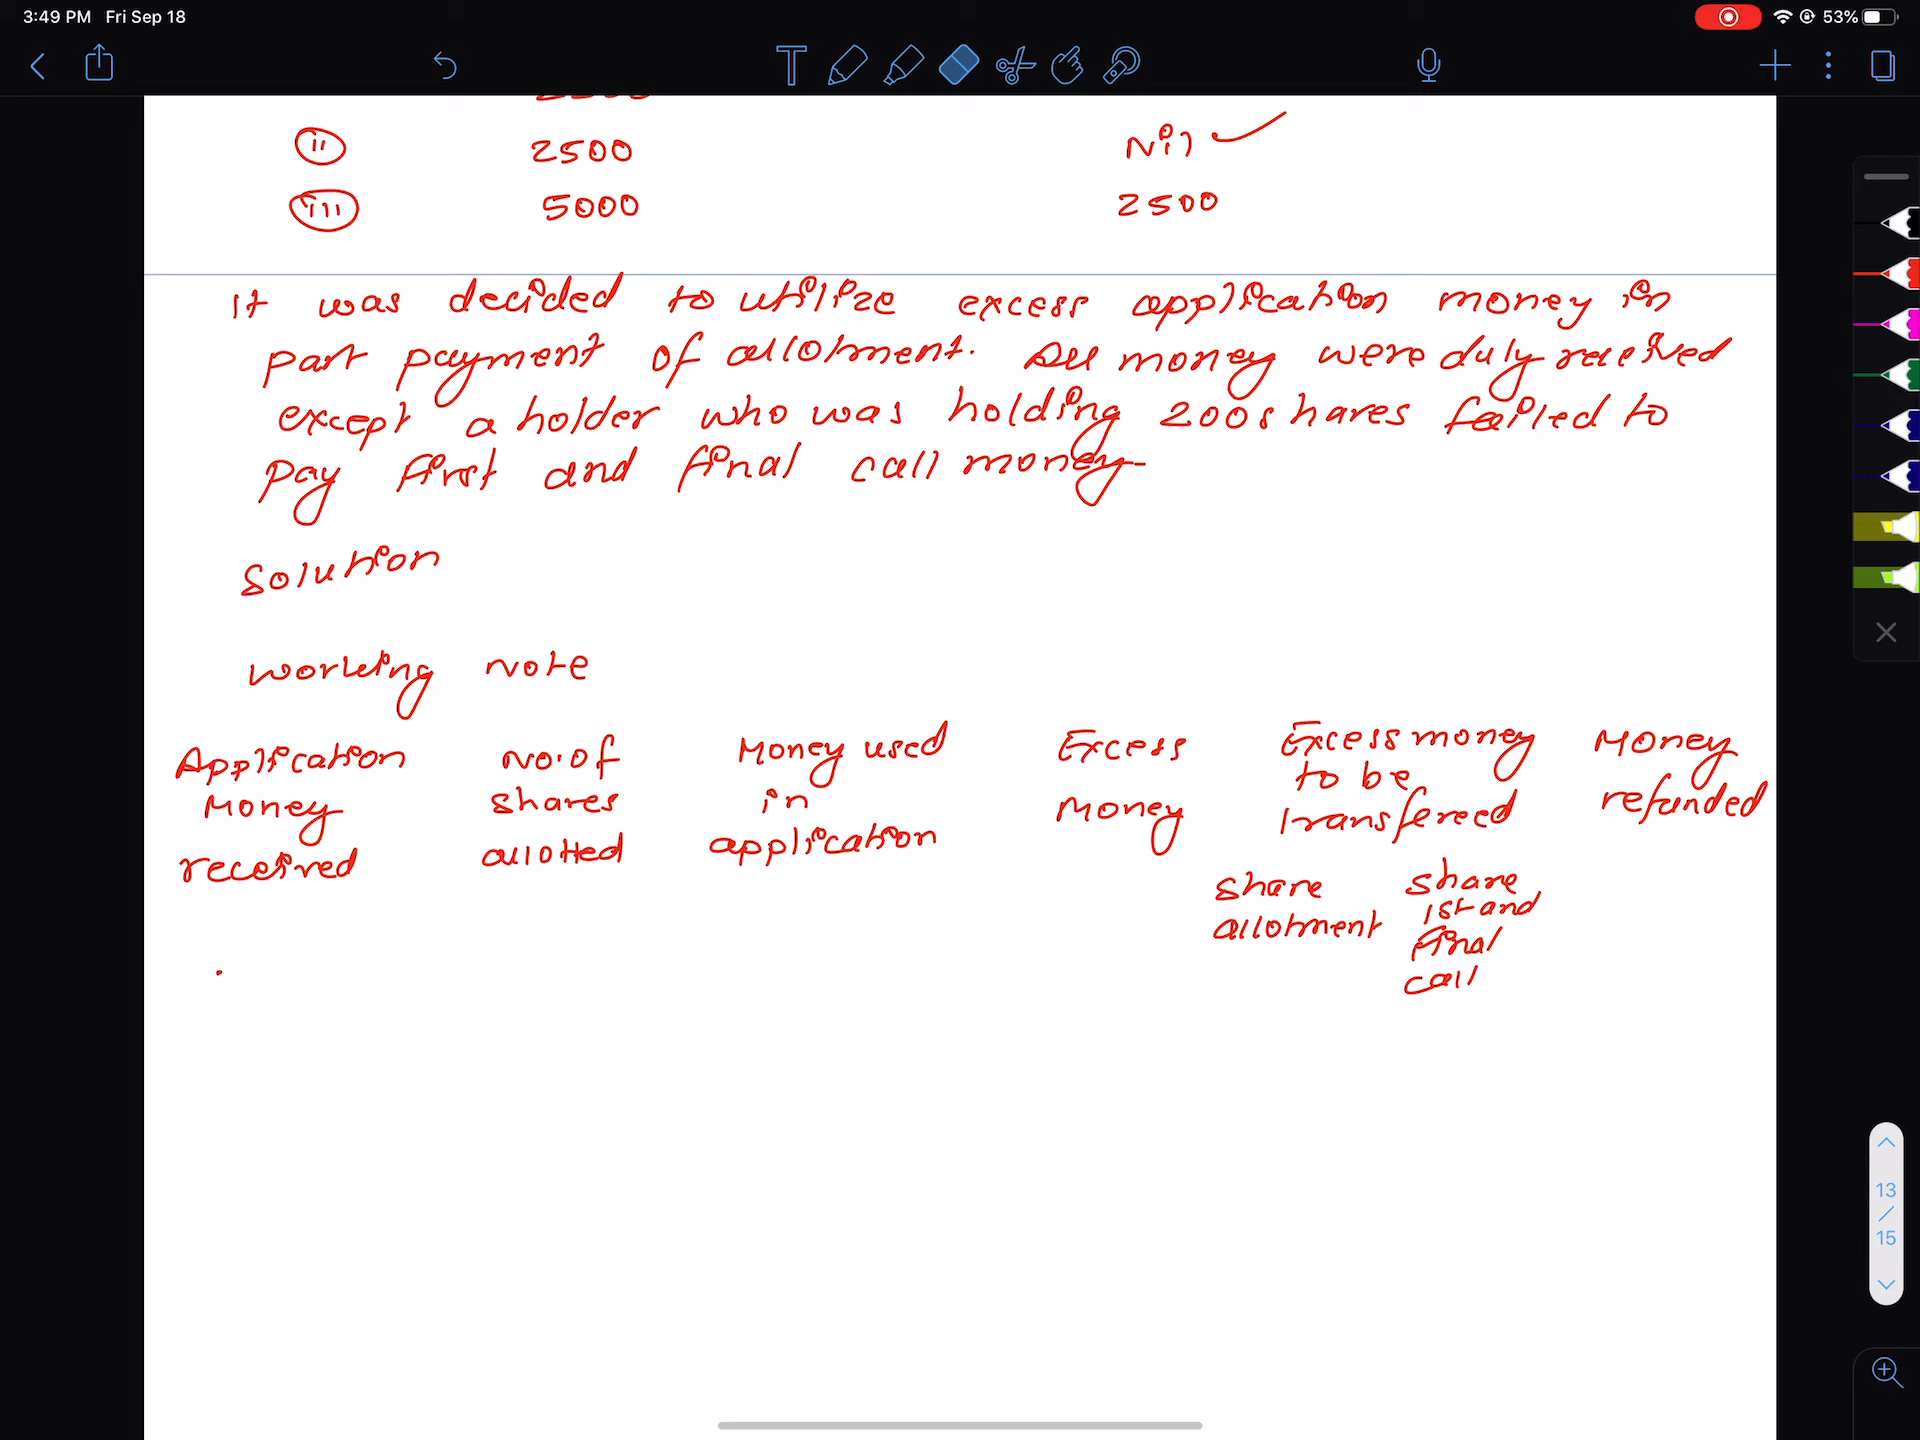 3:49 PM Fri Sep 18
53%
ii 2500 Nil
iii 5000 2500
It was decided to utilize excess application money in
part payment of allotment. All money were duly received
except a holder who was holding 200 shares failed to
pay first and final call money-
Solution
Working Note
Application No. of Money used Excess Excess money Money
Money shares in Money to be refunded
received allotted application transfereed
share share
allotment 1st and
final
call
13
/
15